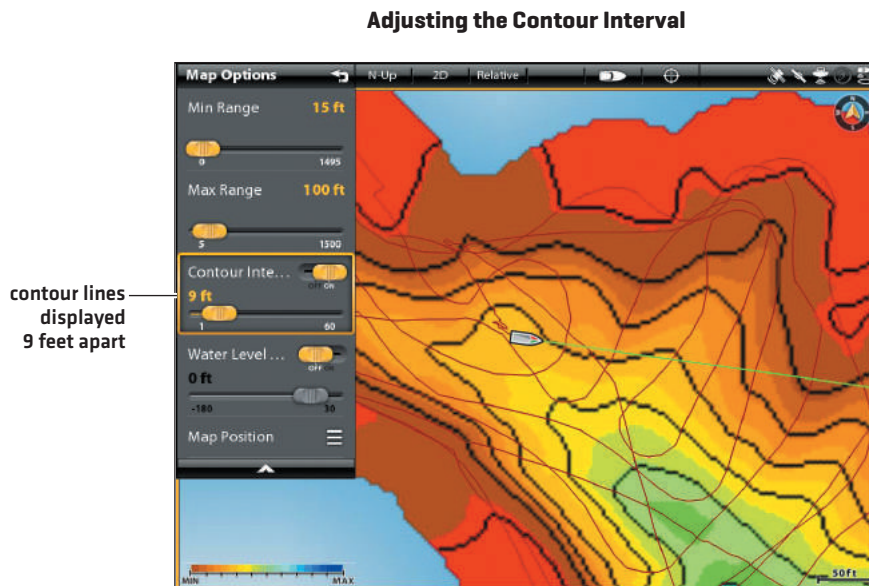 Adjusting the Contour Interval
Map Options
N-Up
2D
Relative
Min Range 15 ft
0 1495
Max Range 100 ft
5 1500
Contour Inte...
OFF ON
9 ft
1 60
Water Level ...
OFF ON
0 ft
-180 30
Map Position
contour lines
displayed
9 feet apart
N
S
MIN MAX
50ft